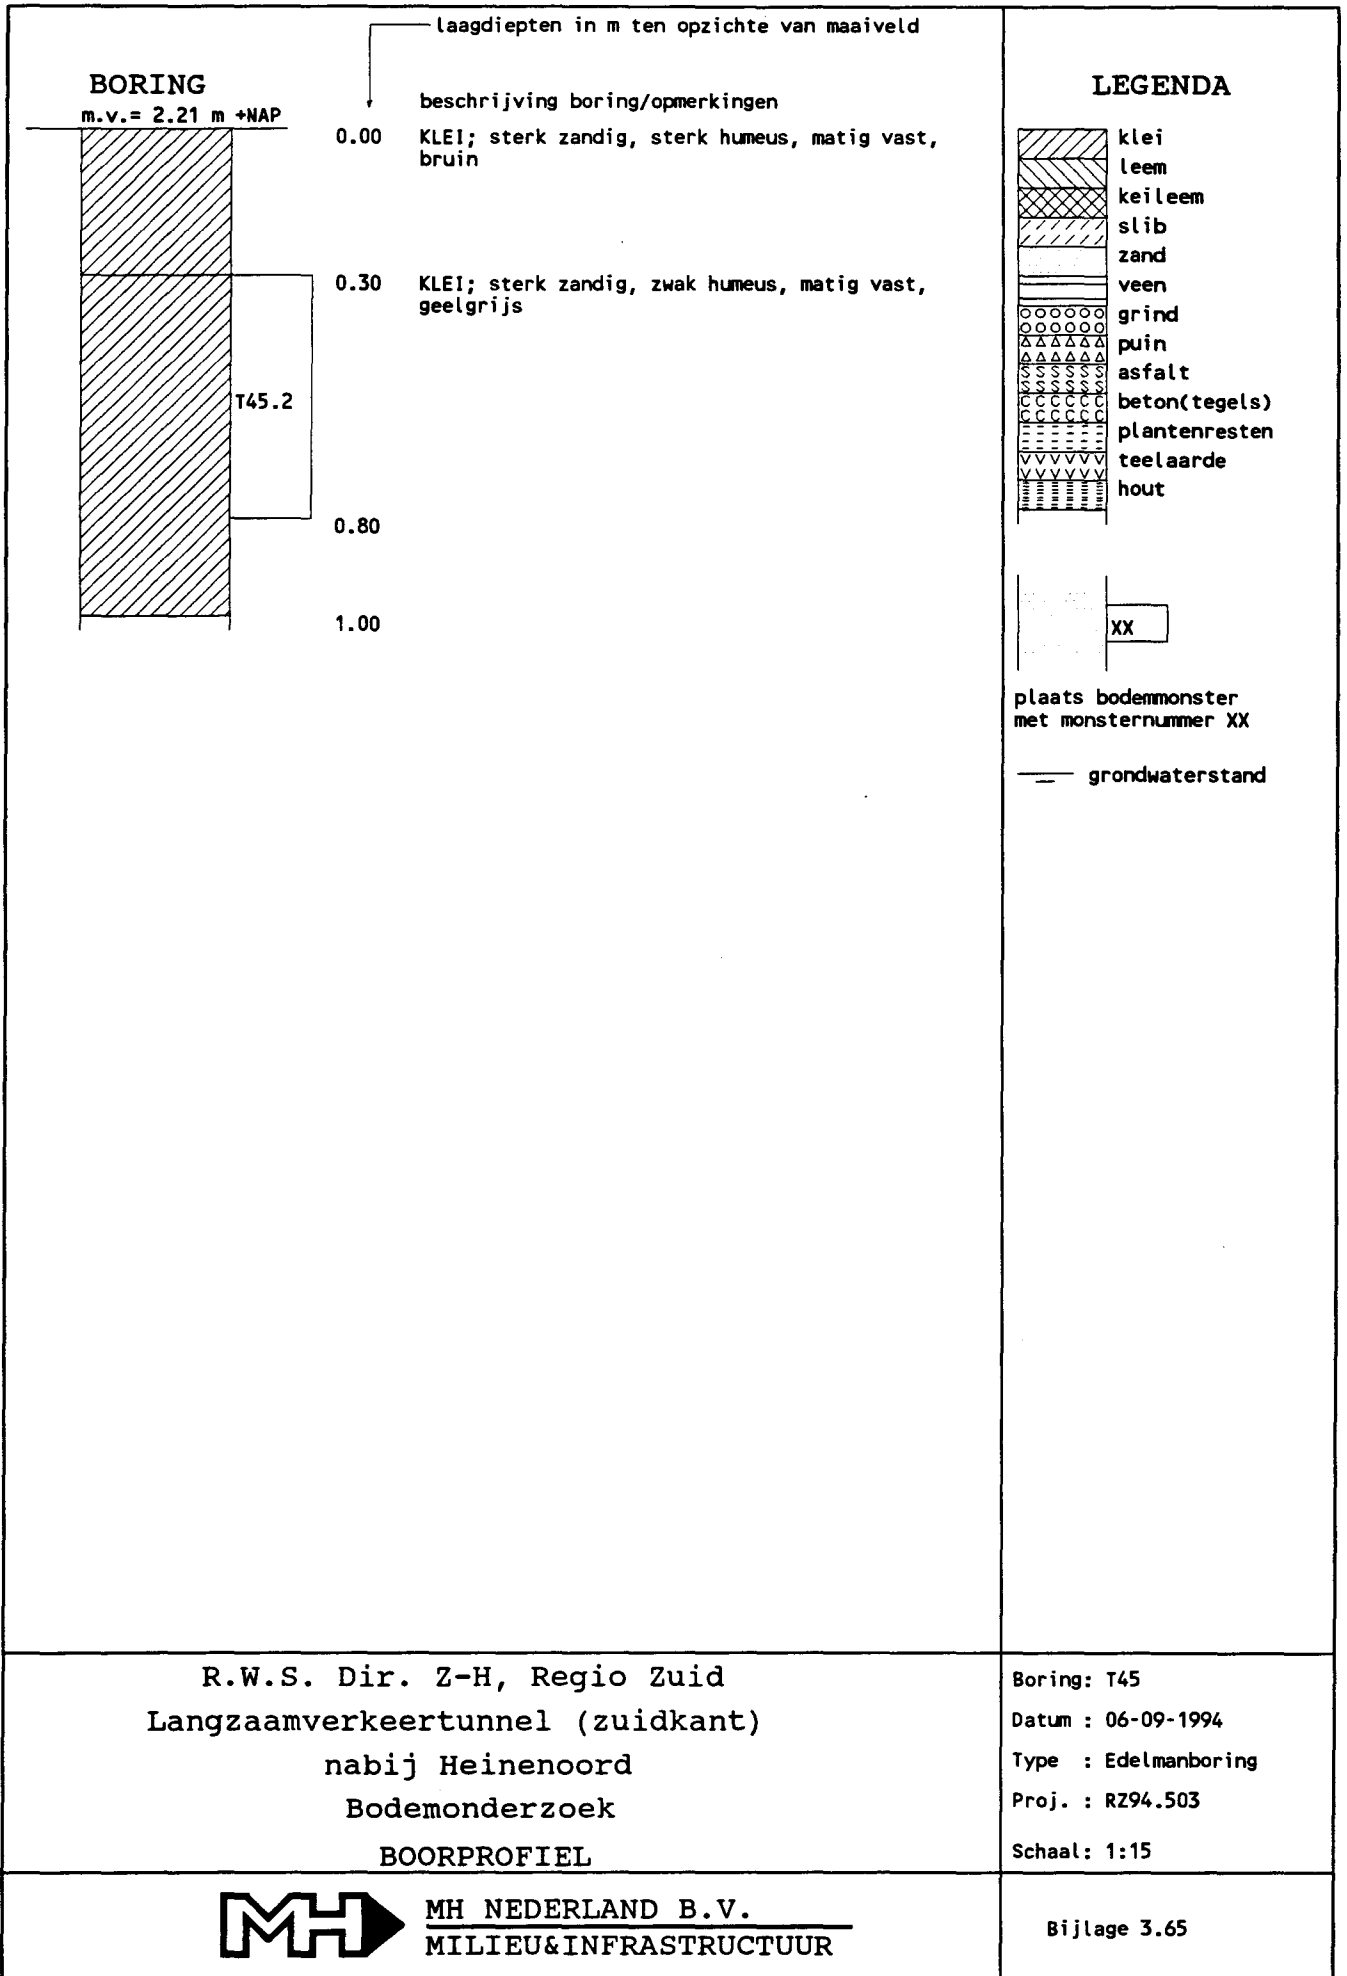 laagdiepten in m ten opzichte van maaiveld
BORING
m.v.= 2.21 m +NAP
beschrijving boring/opmerkingen
0.00 KLEI; sterk zandig, sterk humeus, matig vast,
bruin
0.30 KLEI; sterk zandig, zwak humeus, matig vast,
geelgrijs
T45.2
0.80
1.00
LEGENDA
klei
leem
keileem
slib
zand
veen
grind
puin
asfalt
beton(tegels)
plantenresten
teelaarde
hout
XX
plaats bodemmonster
met monsternummer XX
grondwaterstand
R.W.S. Dir. Z-H, Regio Zuid
Langzaamverkeertunnel (zuidkant)
nabij Heinenoord
Bodemonderzoek
BOORPROFIEL
Boring: T45
Datum : 06-09-1994
Type : Edelmanboring
Proj. : RZ94.503
Schaal: 1:15
MH
MH NEDERLAND B.V.
MILIEU&INFRASTRUCTUUR
Bijlage 3.65